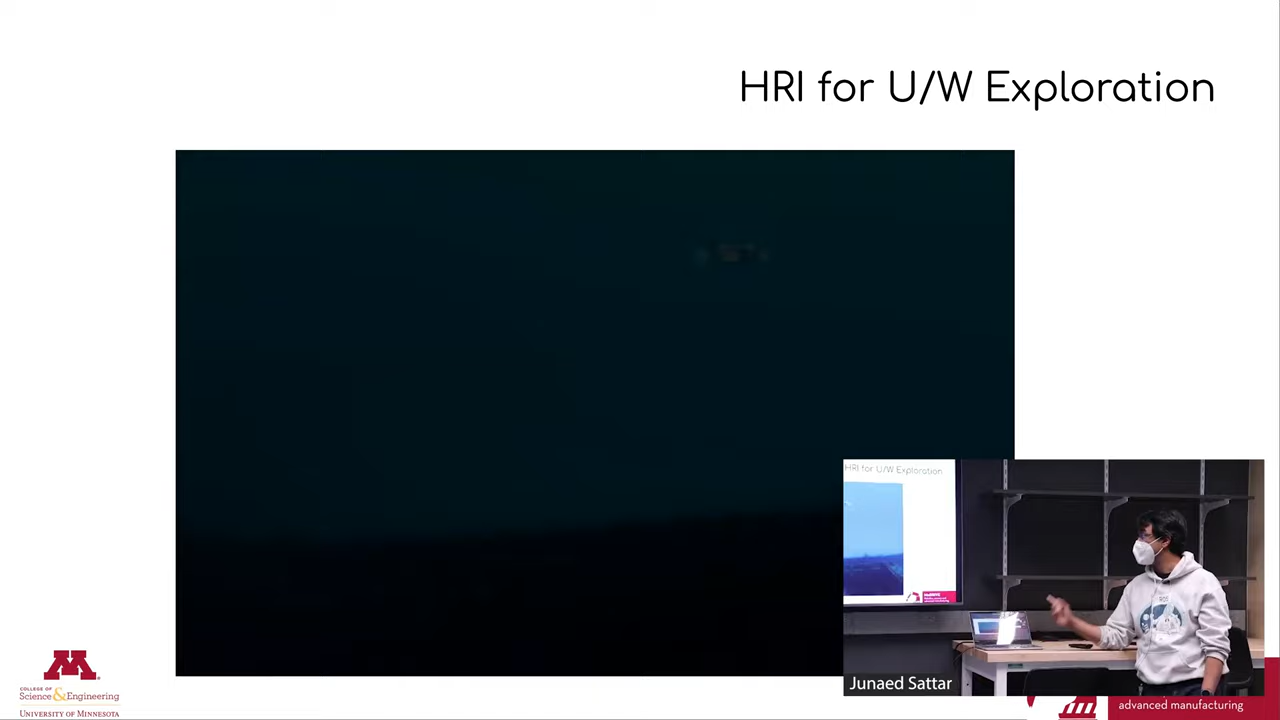 HRI for U/W Exploration
HRI for U/W Exploration
Junaed Sattar
M
COLLEGE OF
Science & Engineering
UNIVERSITY OF MINNESOTA
advanced manufacturing